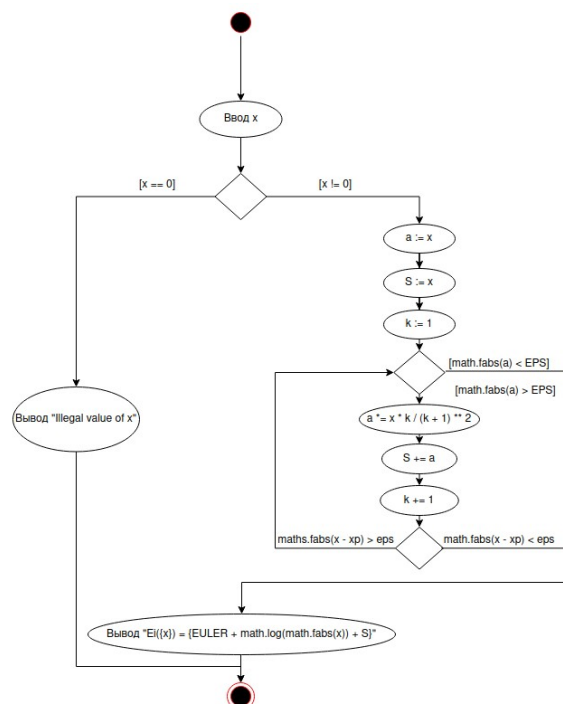 Ввод x
[x == 0]
[x != 0]
a := x
S := x
k := 1
[math.fabs(a) < EPS]
[math.fabs(a) > EPS]
a *= x * k / (k + 1) ** 2
Вывод "Illegal value of x"
S += a
k += 1
maths.fabs(x - xp) > eps
math.fabs(x - xp) < eps
Вывод "Ei({x}) = {EULER + math.log(math.fabs(x)) + S}"